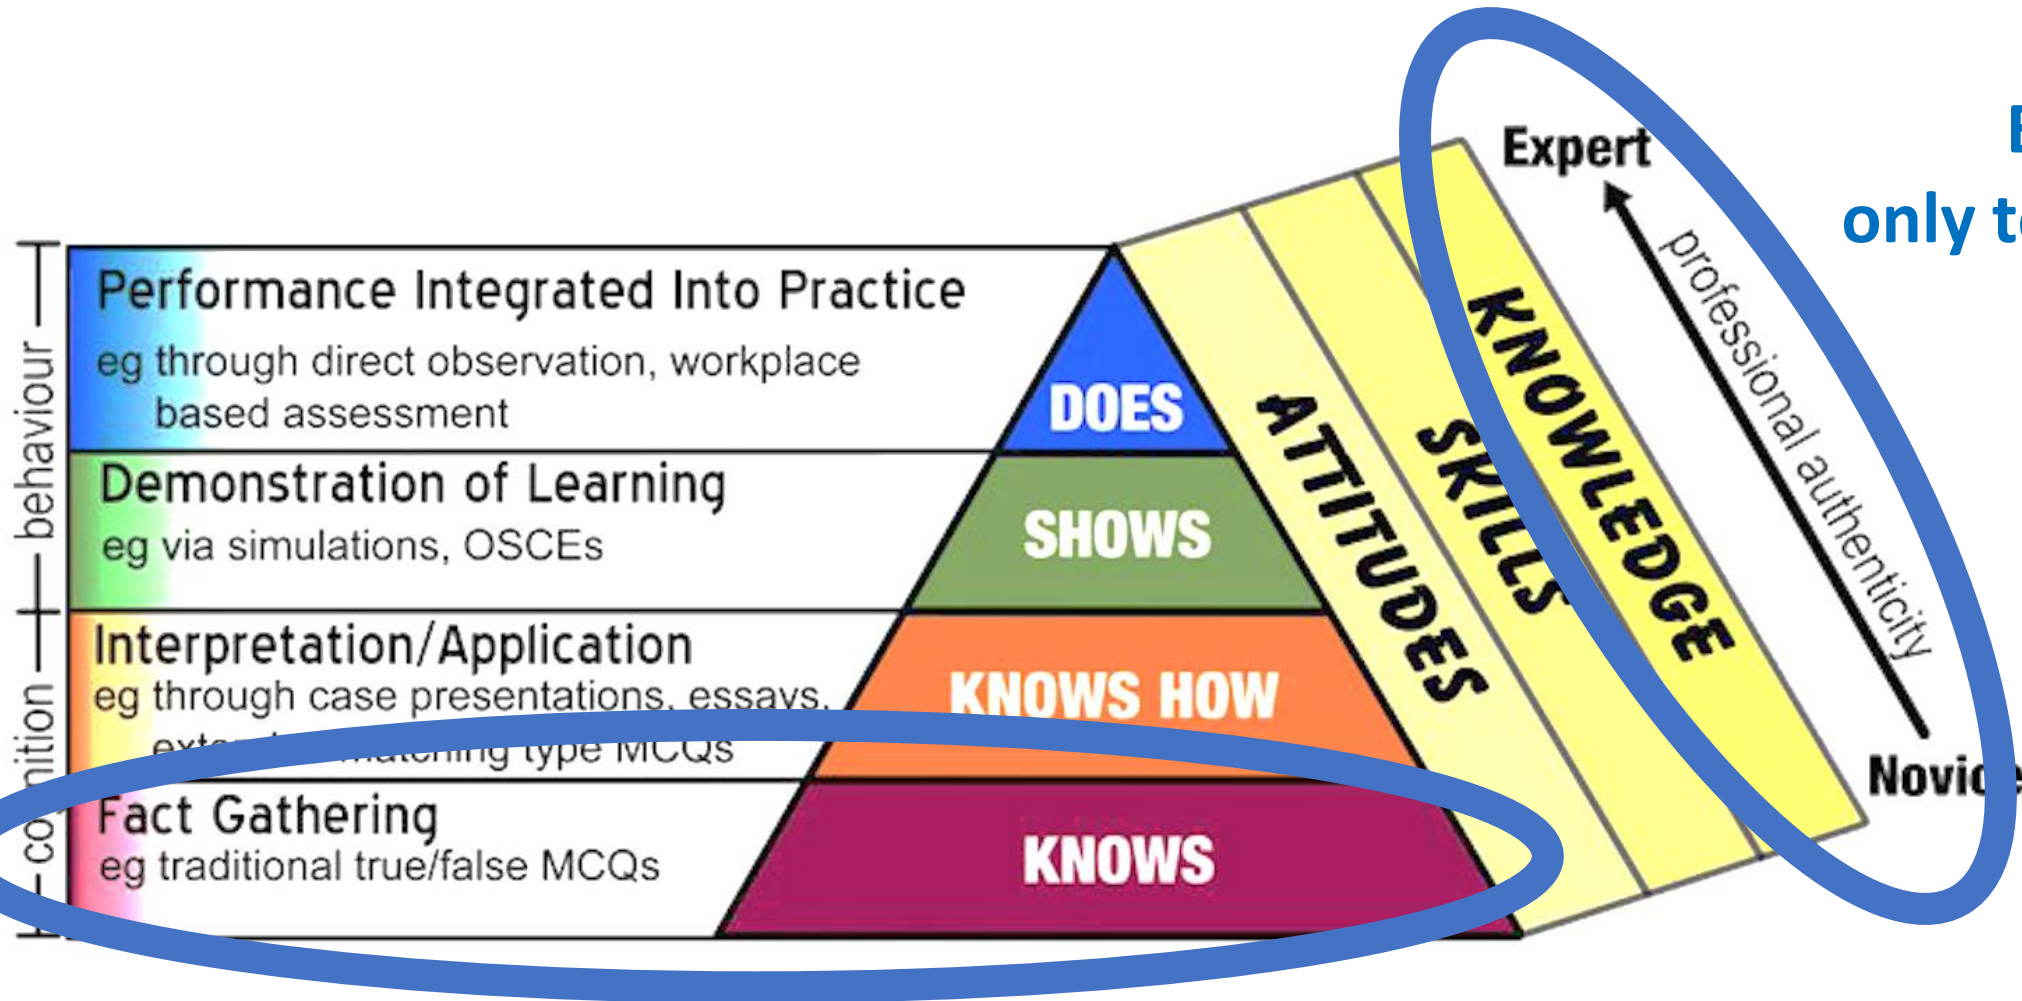 Expert
only
professional authenticity
Novice
behaviour
Performance Integrated Into Practice
eg through direct observation, workplace
based assessment
DOES
Demonstration of Learning
eg via simulations, OSCEs
SHOWS
Interpretation/Application
eg through case presentations, essays,
matching type MCQs
KNOWS HOW
cognition
Fact Gathering
eg traditional true/false MCQs
KNOWS
ATTITUDES
SKILLS
KNOWLEDGE